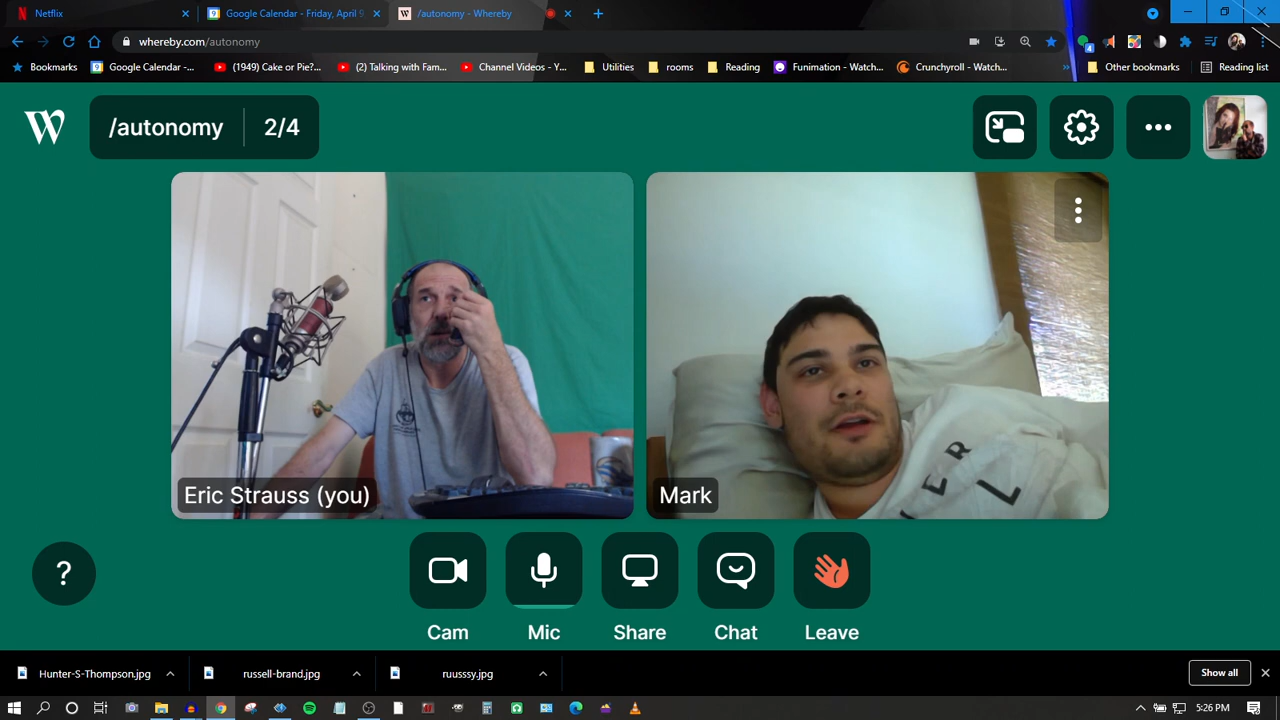 Netflix
Google Calendar - Friday, April 9
/autonomy - Whereby
whereby.com/autonomy
4
Bookmarks
Google Calendar -...
(1949) Cake or Pie?...
(2) Talking with Fam...
Channel Videos - Y...
Utilities
rooms
Reading
Funimation - Watch...
Crunchyroll - Watch...
»
Other bookmarks
Reading list
W
/autonomy
2/4
Eric Strauss (you)
Mark
?
Cam
Mic
Share
Chat
Leave
Hunter-S-Thompson.jpg
russell-brand.jpg
ruusssy.jpg
Show all
5:26 PM